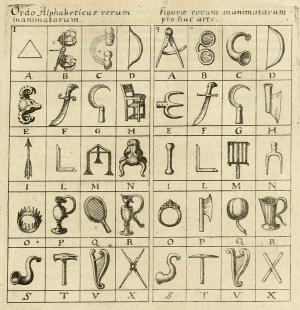 Ordo Alphabeticus rerum
inanimatarum.
Figuræ rerum inanimatarum
pro hac arte.
A B C D A B C D
E F G H E F G H
I L M N I L M N
O P Q R O P Q R
S T V X S T V X